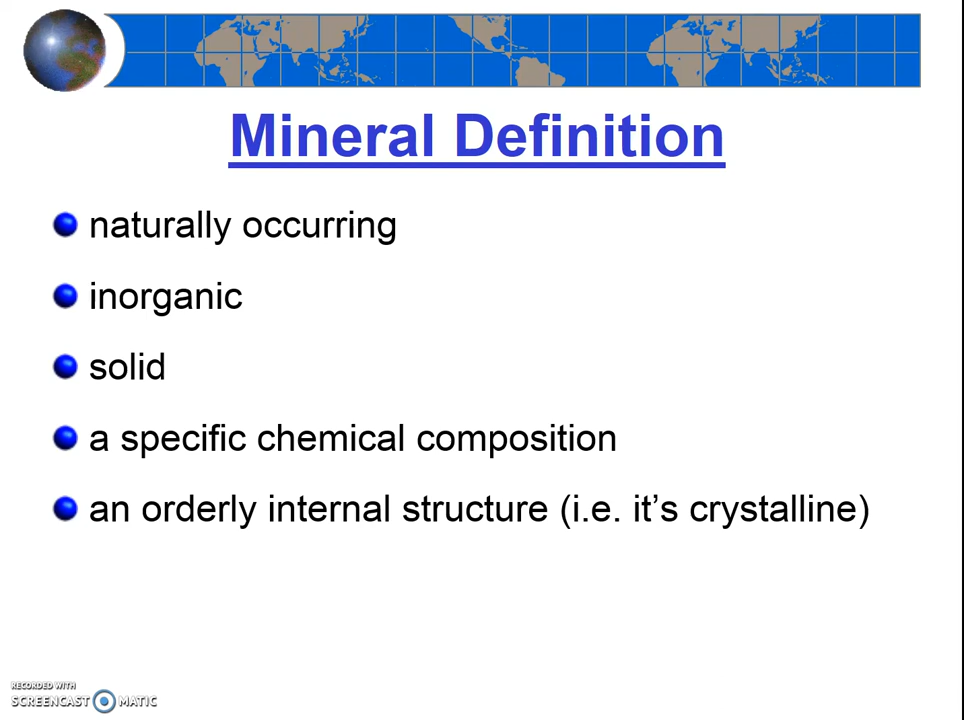 Mineral Definition
naturally occurring
inorganic
solid
a specific chemical composition
an orderly internal structure (i.e. it’s crystalline)
RECORDED WITH
SCREENCAST MATIC